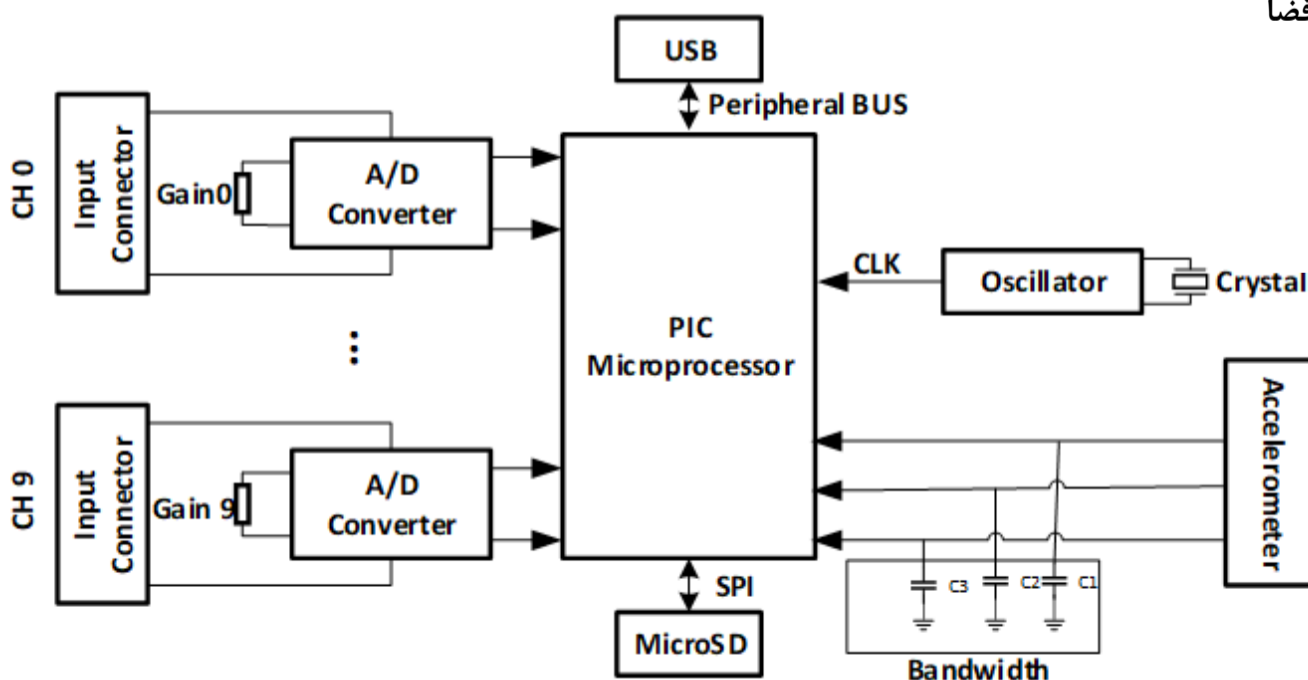 USB
Peripheral BUS
CH 0
Input
Connector
Gain0
A/D
Converter
CLK
Oscillator
Crystal
PIC
Microprocessor
...
CH 9
Input
Connector
Gain 9
A/D
Converter
Accelerometer
SPI
C3
C2
C1
MicroSD
Bandwidth